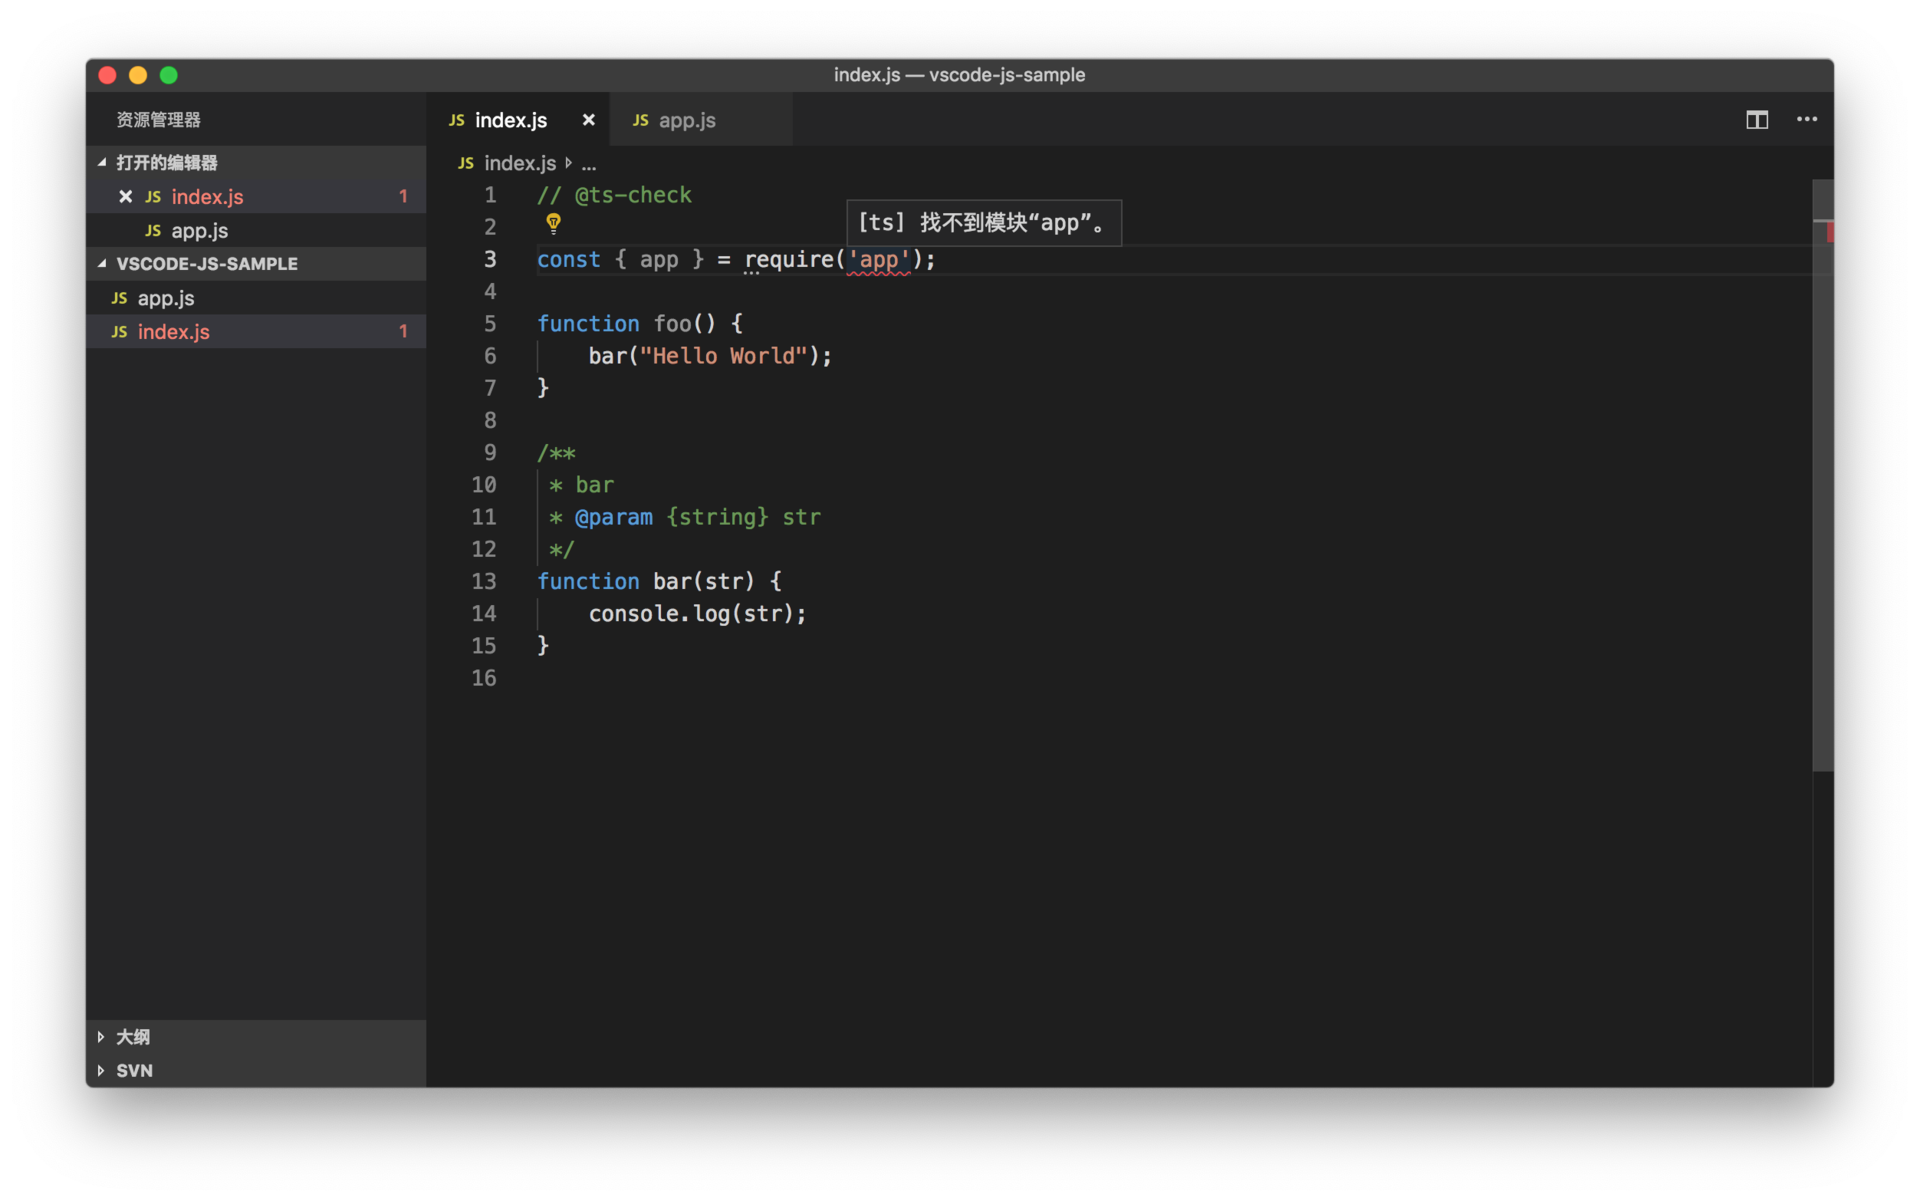 index.js — vscode-js-sample
资源管理器
打开的编辑器
JS index.js 1
JS app.js
VSCODE-JS-SAMPLE
JS app.js
JS index.js 1
大纲
SVN
JS index.js
JS app.js
JS index.js ...
1 // @ts-check
2
[ts] 找不到模块“app”。
3 const { app } = require('app');
4
5 function foo() {
6     bar("Hello World");
7 }
8
9 /**
10  * bar
11  * @param {string} str
12  */
13 function bar(str) {
14     console.log(str);
15 }
16